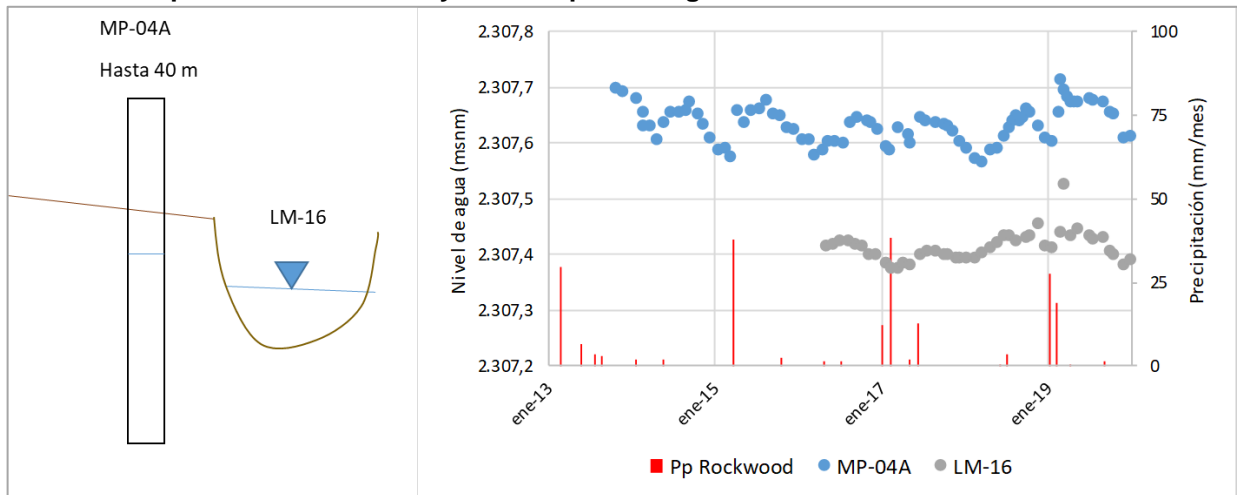 MP-04A
Hasta 40 m
LM-16
Nivel de agua (msnm)
2.307,8
2.307,7
2.307,6
2.307,5
2.307,4
2.307,3
2.307,2
100
75
50
25
0
Precipitación (mm/mes)
ene-13
ene-15
ene-17
ene-19
Pp Rockwood
MP-04A
LM-16